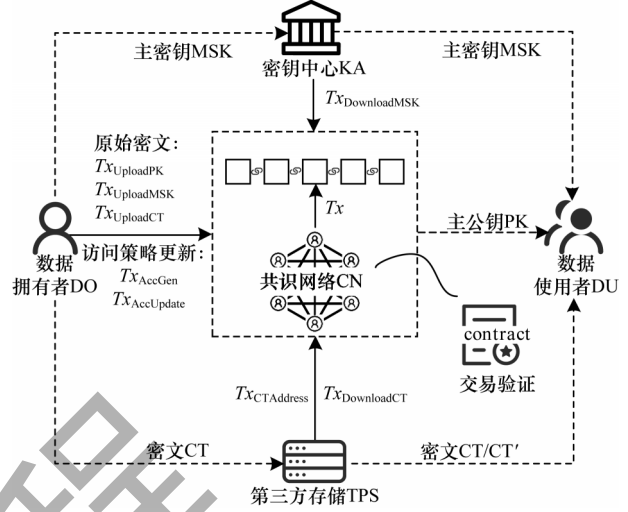 主密钥MSK
密钥中心KA
主密钥MSK
TxDownloadMSK
原始密文:
TxUploadPK
TxUploadMSK
TxUploadCT
Tx
主公钥PK
数据
拥有者DO
访问策略更新:
TxAccGen
TxAccUpdate
共识网络CN
数据
使用者DU
contract
交易验证
TxCTAddress
TxDownloadCT
密文CT
密文CT/CT′
第三方存储TPS